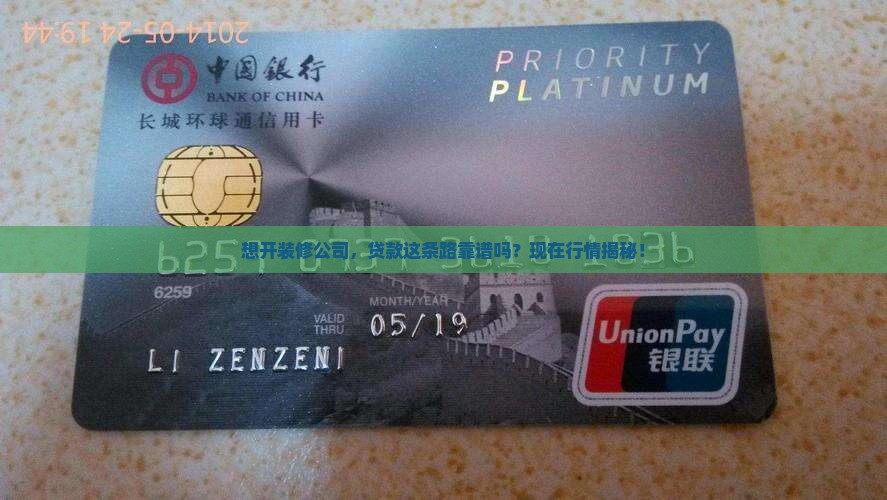 2014-05-24 19:44
中国銀行
BANK OF CHINA
长城环球通信用卡
PRIORITY
PLATINUM
想开装修公司，贷款这条路靠谱吗？现在行情揭秘！
6259
MONTH/YEAR
VALID
THRU
05/19
LI ZENZENI
UnionPay
银联